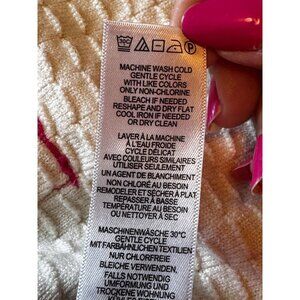 MACHINE WASH COLD
GENTLE CYCLE
WITH LIKE COLORS
ONLY NON-CHLORINE
BLEACH IF NEEDED
RESHAPE AND DRY FLAT
COOL IRON IF NEEDED
OR DRY CLEAN
LAVER À LA MACHINE
À L'EAU FROIDE
CYCLE DÉLICAT
AVEC COULEURS SIMILAIRES
UTILISER SEULEMENT
UN AGENT DE BLANCHIMENT
NON CHLORÉ AU BESOIN
REMODELER ET SÉCHER À PLAT
REPASSER À BASSE
TEMPÉRATURE AU BESOIN
OU NETTOYER À SEC
MASCHINENWÄSCHE 30°C
GENTLE CYCLE
MIT FARBÄHNLICHEN TEXTILIEN
NUR CHLORFREIE
BLEICHE VERWENDEN,
FALLS NOTWENDIG
UMFORMUNG UND
TROCKENE WOHNUNG